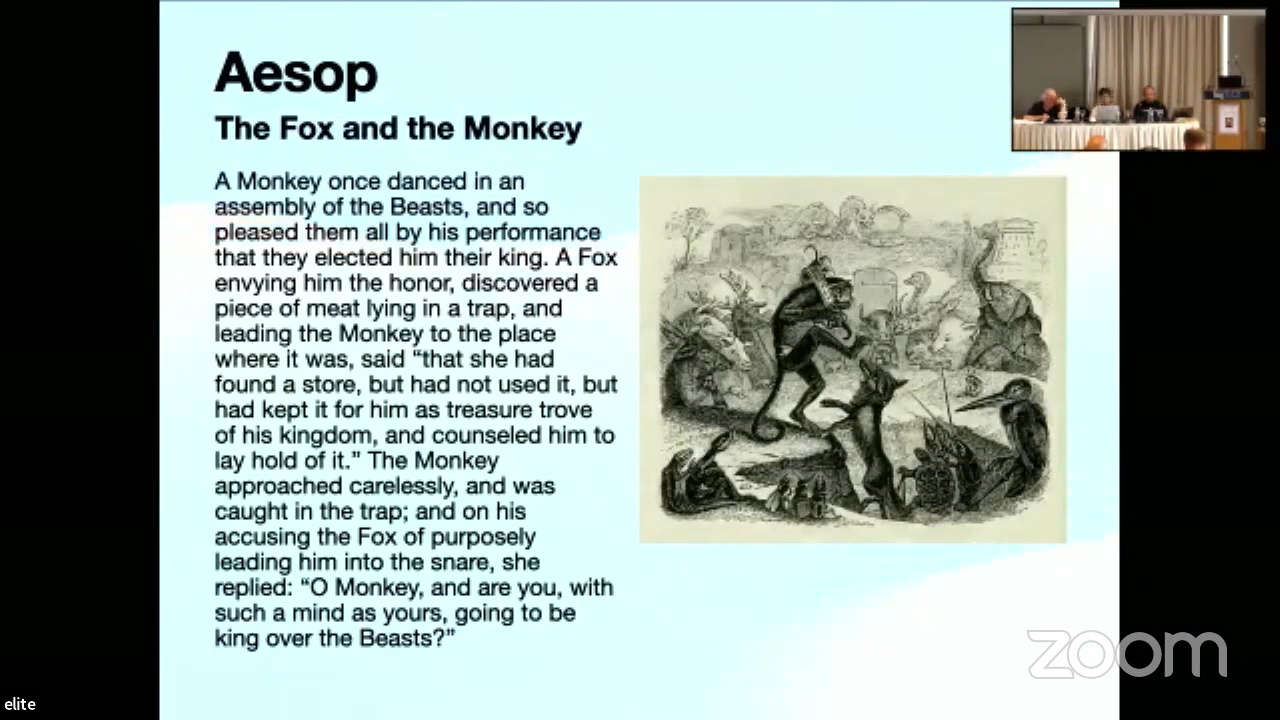 Aesop
The Fox and the Monkey
A Monkey once danced in an
assembly of the Beasts, and so
pleased them all by his performance
that they elected him their king. A Fox
envying him the honor, discovered a
piece of meat lying in a trap, and
leading the Monkey to the place
where it was, said “that she had
found a store, but had not used it, but
had kept it for him as treasure trove
of his kingdom, and counseled him to
lay hold of it.” The Monkey
approached carelessly, and was
caught in the trap; and on his
accusing the Fox of purposely
leading him into the snare, she
replied: “O Monkey, and are you, with
such a mind as yours, going to be
king over the Beasts?”
zoom
elite